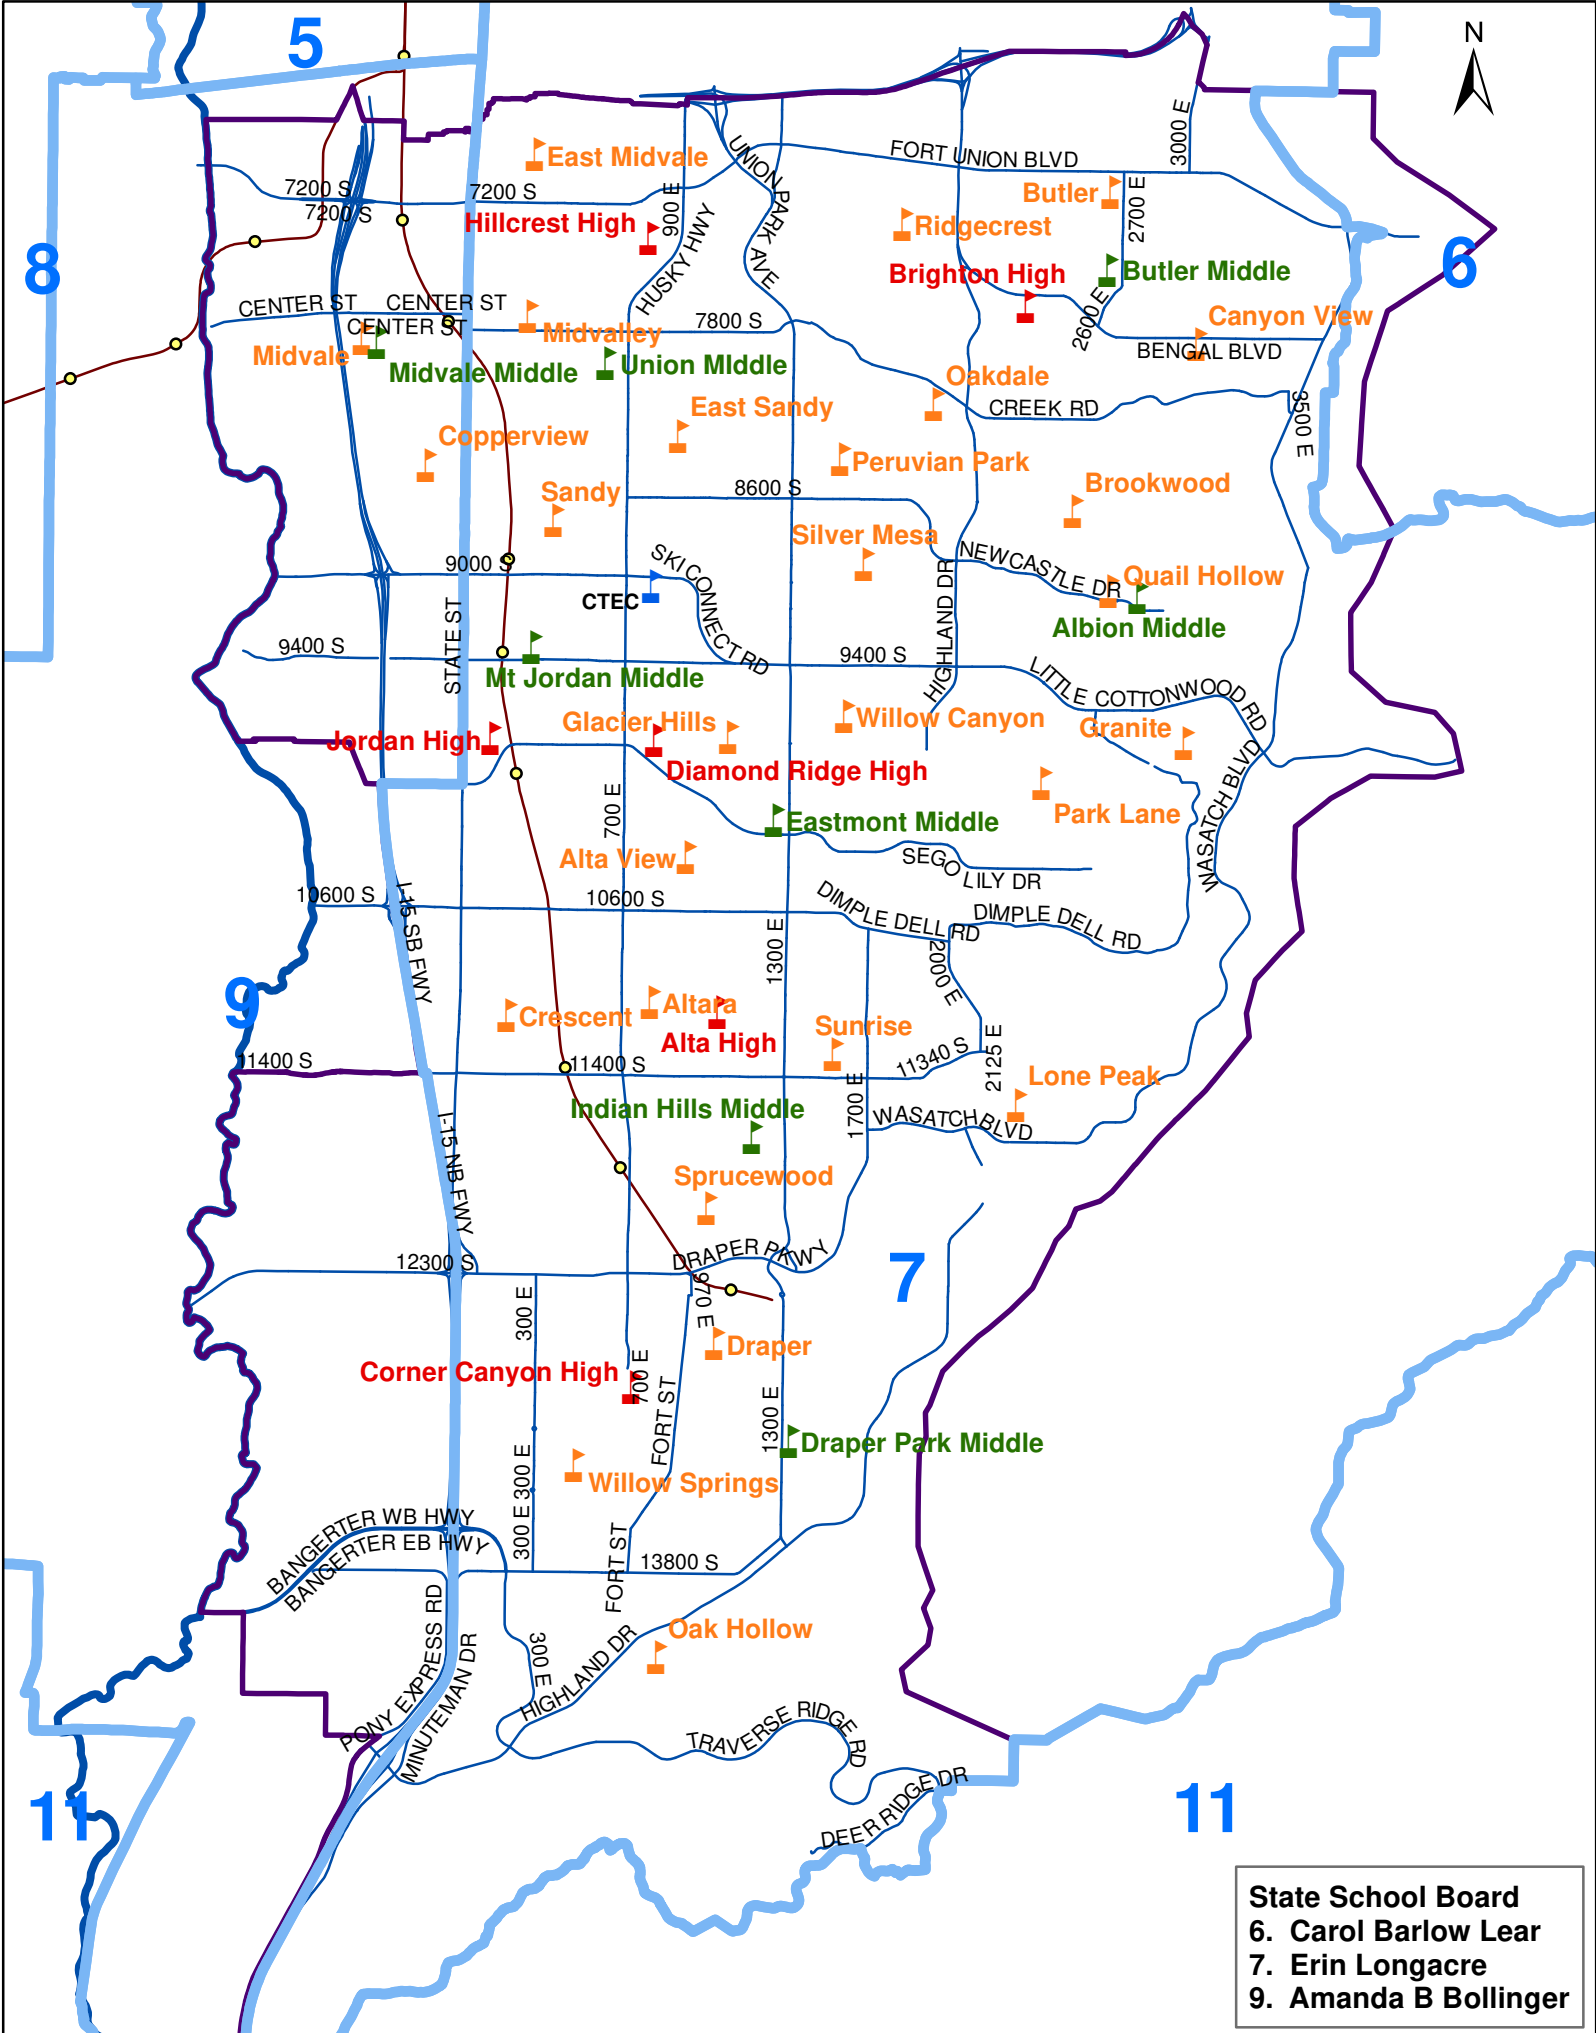 5
N
3000 E
East Midvale
UNION PARK AVE
FORT UNION BLVD
7200 S
7200 S
7200 S
900 E
Butler
2700 E
Hillcrest High
HUSKY HWY
Ridgecrest
8
6
Brighton High
Butler Middle
2600 E
CENTER ST
CENTER ST
CENTER ST
Midvalley
7800 S
Canyon View
BENGAL BLVD
Midvale
Midvale Middle
Union MIddle
Oakdale
CREEK RD
3500 E
East Sandy
Copperview
Peruvian Park
Brookwood
Sandy
8600 S
Silver Mesa
NEWCASTLE DR
Quail Hollow
9000 S
SKI CONNECT RD
CTEC
HIGHLAND DR
Albion Middle
STATE ST
9400 S
9400 S
Mt Jordan Middle
LITTLE COTTONWOOD RD
Glacier Hills
Willow Canyon
Granite
Jordan High
Diamond Ridge High
WASATCH BLVD
700 E
Park Lane
Eastmont Middle
Alta View
SEGO LILY DR
10600 S
I-15 SB FWY
10600 S
DIMPLE DELL RD
DIMPLE DELL RD
1300 E
2000 E
9
Crescent
Altara
Alta High
Sunrise
11400 S
11400 S
11340 S
2125 E
Lone Peak
1700 E
Indian Hills Middle
WASATCH BLVD
I-15 NB FWY
Sprucewood
12300 S
DRAPER PKWY
7
300 E
970 E
Draper
Corner Canyon High
700 E
FORT ST
1300 E
Draper Park Middle
300 E
Willow Springs
BANGERTER WB HWY
BANGERTER EB HWY
300 E
FORT ST
13800 S
PONY EXPRESS RD
MINUTEMAN DR
300 E
HIGHLAND DR
Oak Hollow
TRAVERSE RIDGE RD
DEER RIDGE DR
11
11
State School Board
6. Carol Barlow Lear
7. Erin Longacre
9. Amanda B Bollinger